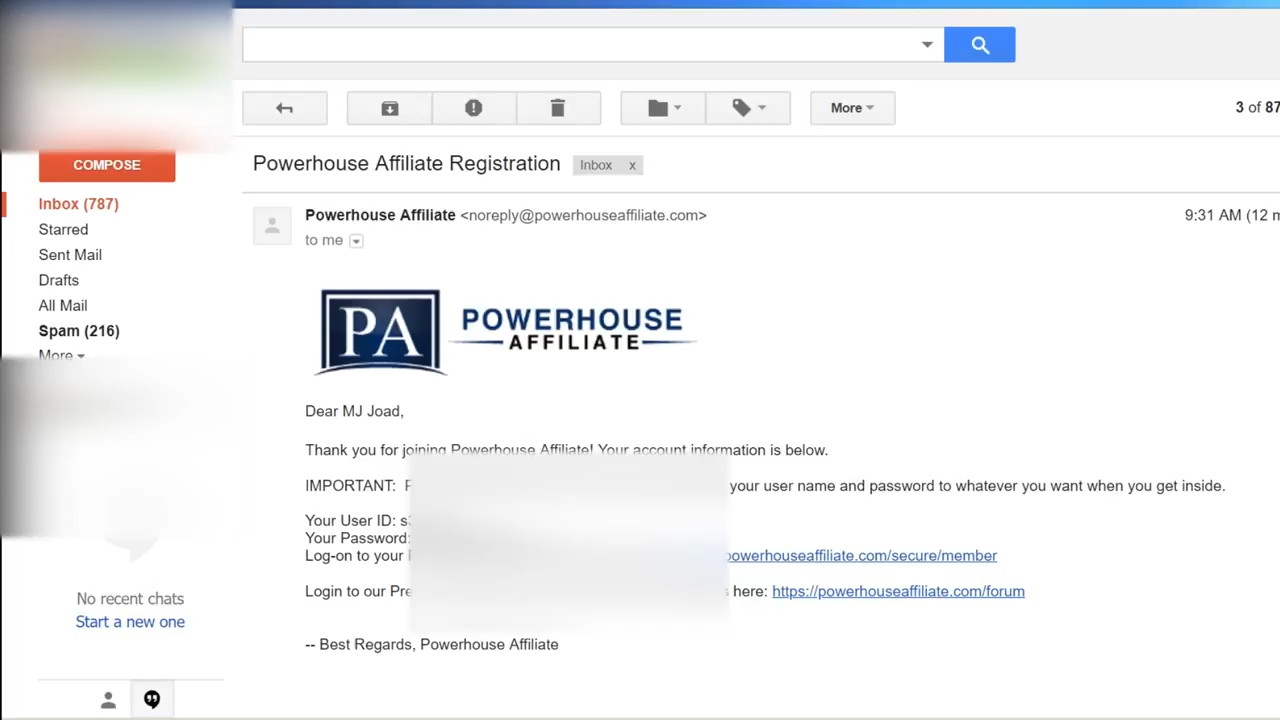 COMPOSE
Inbox (787)
Starred
Sent Mail
Drafts
All Mail
Spam (216)
More
No recent chats
Start a new one
More
3 of 87
Powerhouse Affiliate Registration
Inbox x
Powerhouse Affiliate <noreply@powerhouseaffiliate.com>
9:31 AM (12 m
to me
PA POWERHOUSE
AFFILIATE
Dear MJ Joad,
Thank you for joining Powerhouse Affiliate! Your account information is below.
IMPORTANT: your user name and password to whatever you want when you get inside.
Your User ID:
Your Password:
Log-on to your powerhouseaffiliate.com/secure/member
Login to our here: https://powerhouseaffiliate.com/forum
-- Best Regards, Powerhouse Affiliate